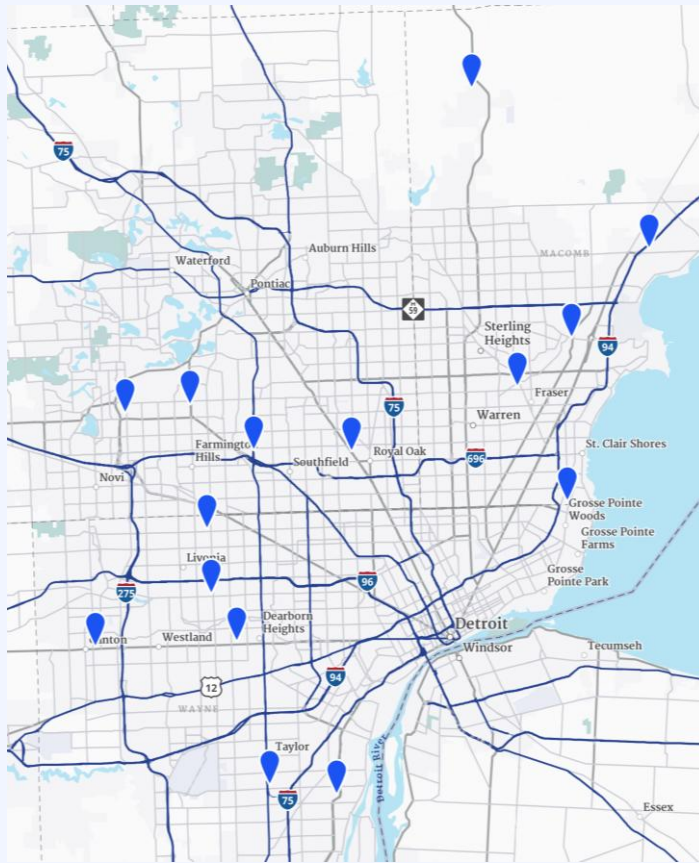 75
Auburn Hills
MACOMB
Waterford
Pontiac
M
59
Sterling
Heights
94
75
Fraser
Warren
Farmington
Hills
Southfield
Royal Oak
696
St. Clair Shores
Novi
Grosse Pointe
Woods
Grosse Pointe
Farms
Livonia
96
Grosse
Pointe Park
275
Dearborn
Heights
Detroit
nton
Westland
Windsor
Tecumseh
94
12
WAYNE
Taylor
Detroit River
75
Essex